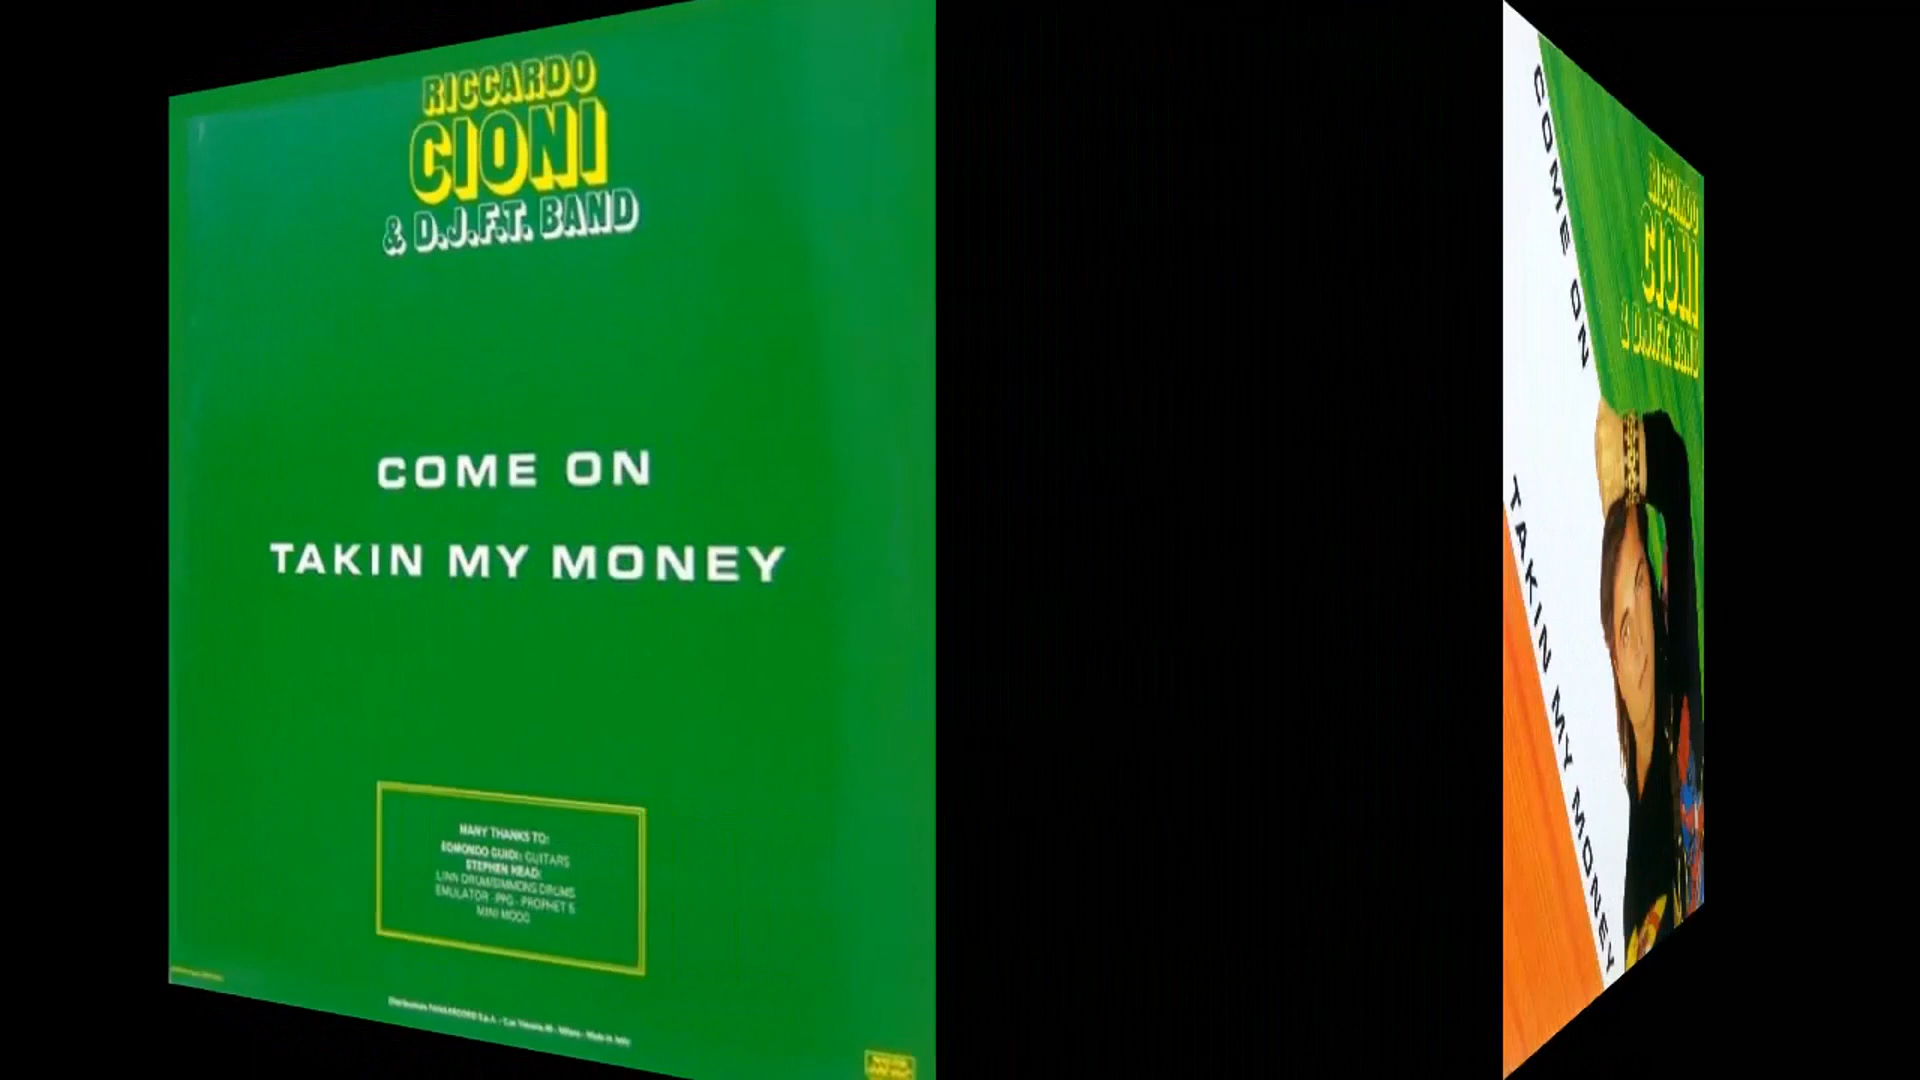 RICCARDO
CIONI
& D.J.F.T. BAND
COME ON
TAKIN MY MONEY
MANY THANKS TO:
EDMONDO GUIDI: GUITARS
STEPHEN HEAD:
LINN DRUM/SIMMONS DRUMS
EMULATOR - PPG - PROPHET 5
MINI MOOG
COME ON
TAKIN MY MONEY
RICCARDO
CIONI
& D.J.F.T. BAND